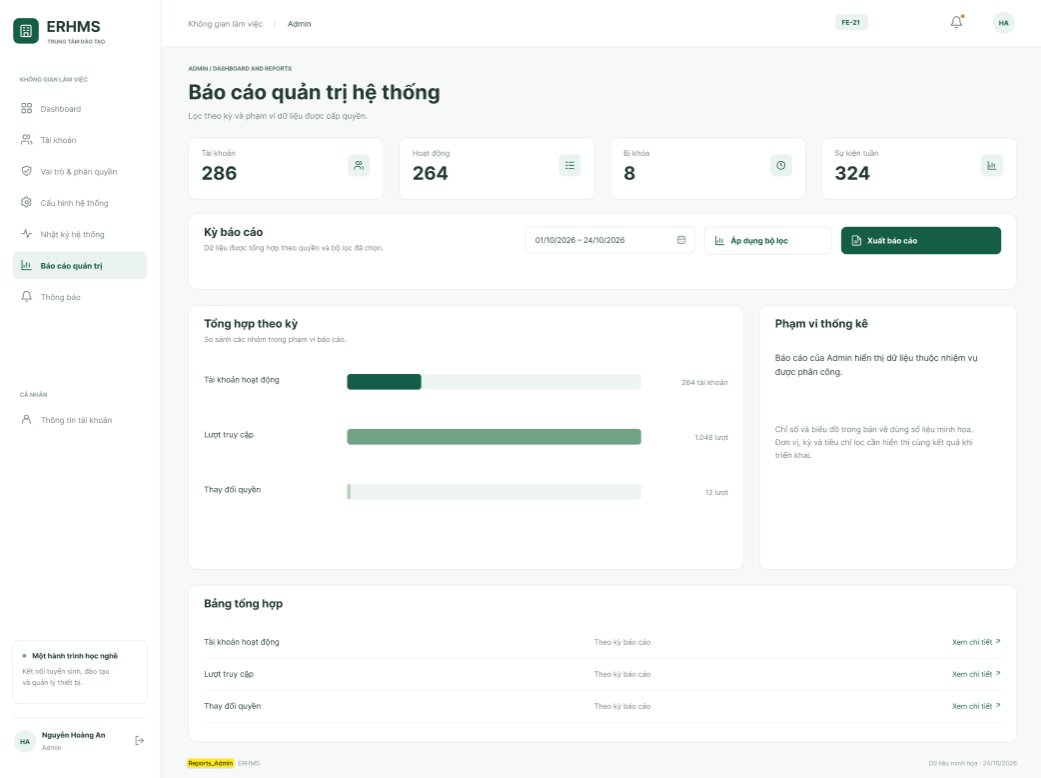 ERHMS
TRUNG TÂM ĐÀO TẠO
KHÔNG GIAN LÀM VIỆC
Dashboard
Tài khoản
Vai trò & phân quyền
Cấu hình hệ thống
Nhật ký hệ thống
Báo cáo quản trị
Thông báo
CÁ NHÂN
Thông tin tài khoản
Một hành trình học nghề
Kết nối tuyển sinh, đào tạo
và quản lý thiết bị.
HA
Nguyễn Hoàng An
Admin
Không gian làm việc / Admin
FE-21
HA
ADMIN / DASHBOARD AND REPORTS
Báo cáo quản trị hệ thống
Lọc theo kỳ và phạm vi dữ liệu được cấp quyền.
Tài khoản
286
Hoạt động
264
Bị khóa
8
Sự kiện tuần
324
Kỳ báo cáo
Dữ liệu được tổng hợp theo quyền và bộ lọc đã chọn.
01/10/2026 – 24/10/2026
Áp dụng bộ lọc
Xuất báo cáo
Tổng hợp theo kỳ
So sánh các nhóm trong phạm vi báo cáo.
Tài khoản hoạt động
264 tài khoản
Lượt truy cập
1.048 lượt
Thay đổi quyền
12 lượt
Phạm vi thống kê
Báo cáo của Admin hiển thị dữ liệu thuộc nhiệm vụ
được phân công.
Chỉ số và biểu đồ trong bản vẽ dùng số liệu minh họa.
Đơn vị, kỳ và tiêu chí lọc cần hiển thị cùng kết quả khi
triển khai.
Bảng tổng hợp
Tài khoản hoạt động Theo kỳ báo cáo Xem chi tiết ↗
Lượt truy cập Theo kỳ báo cáo Xem chi tiết ↗
Thay đổi quyền Theo kỳ báo cáo Xem chi tiết ↗
Reports_Admin · ERHMS
Dữ liệu minh họa · 24/10/2026